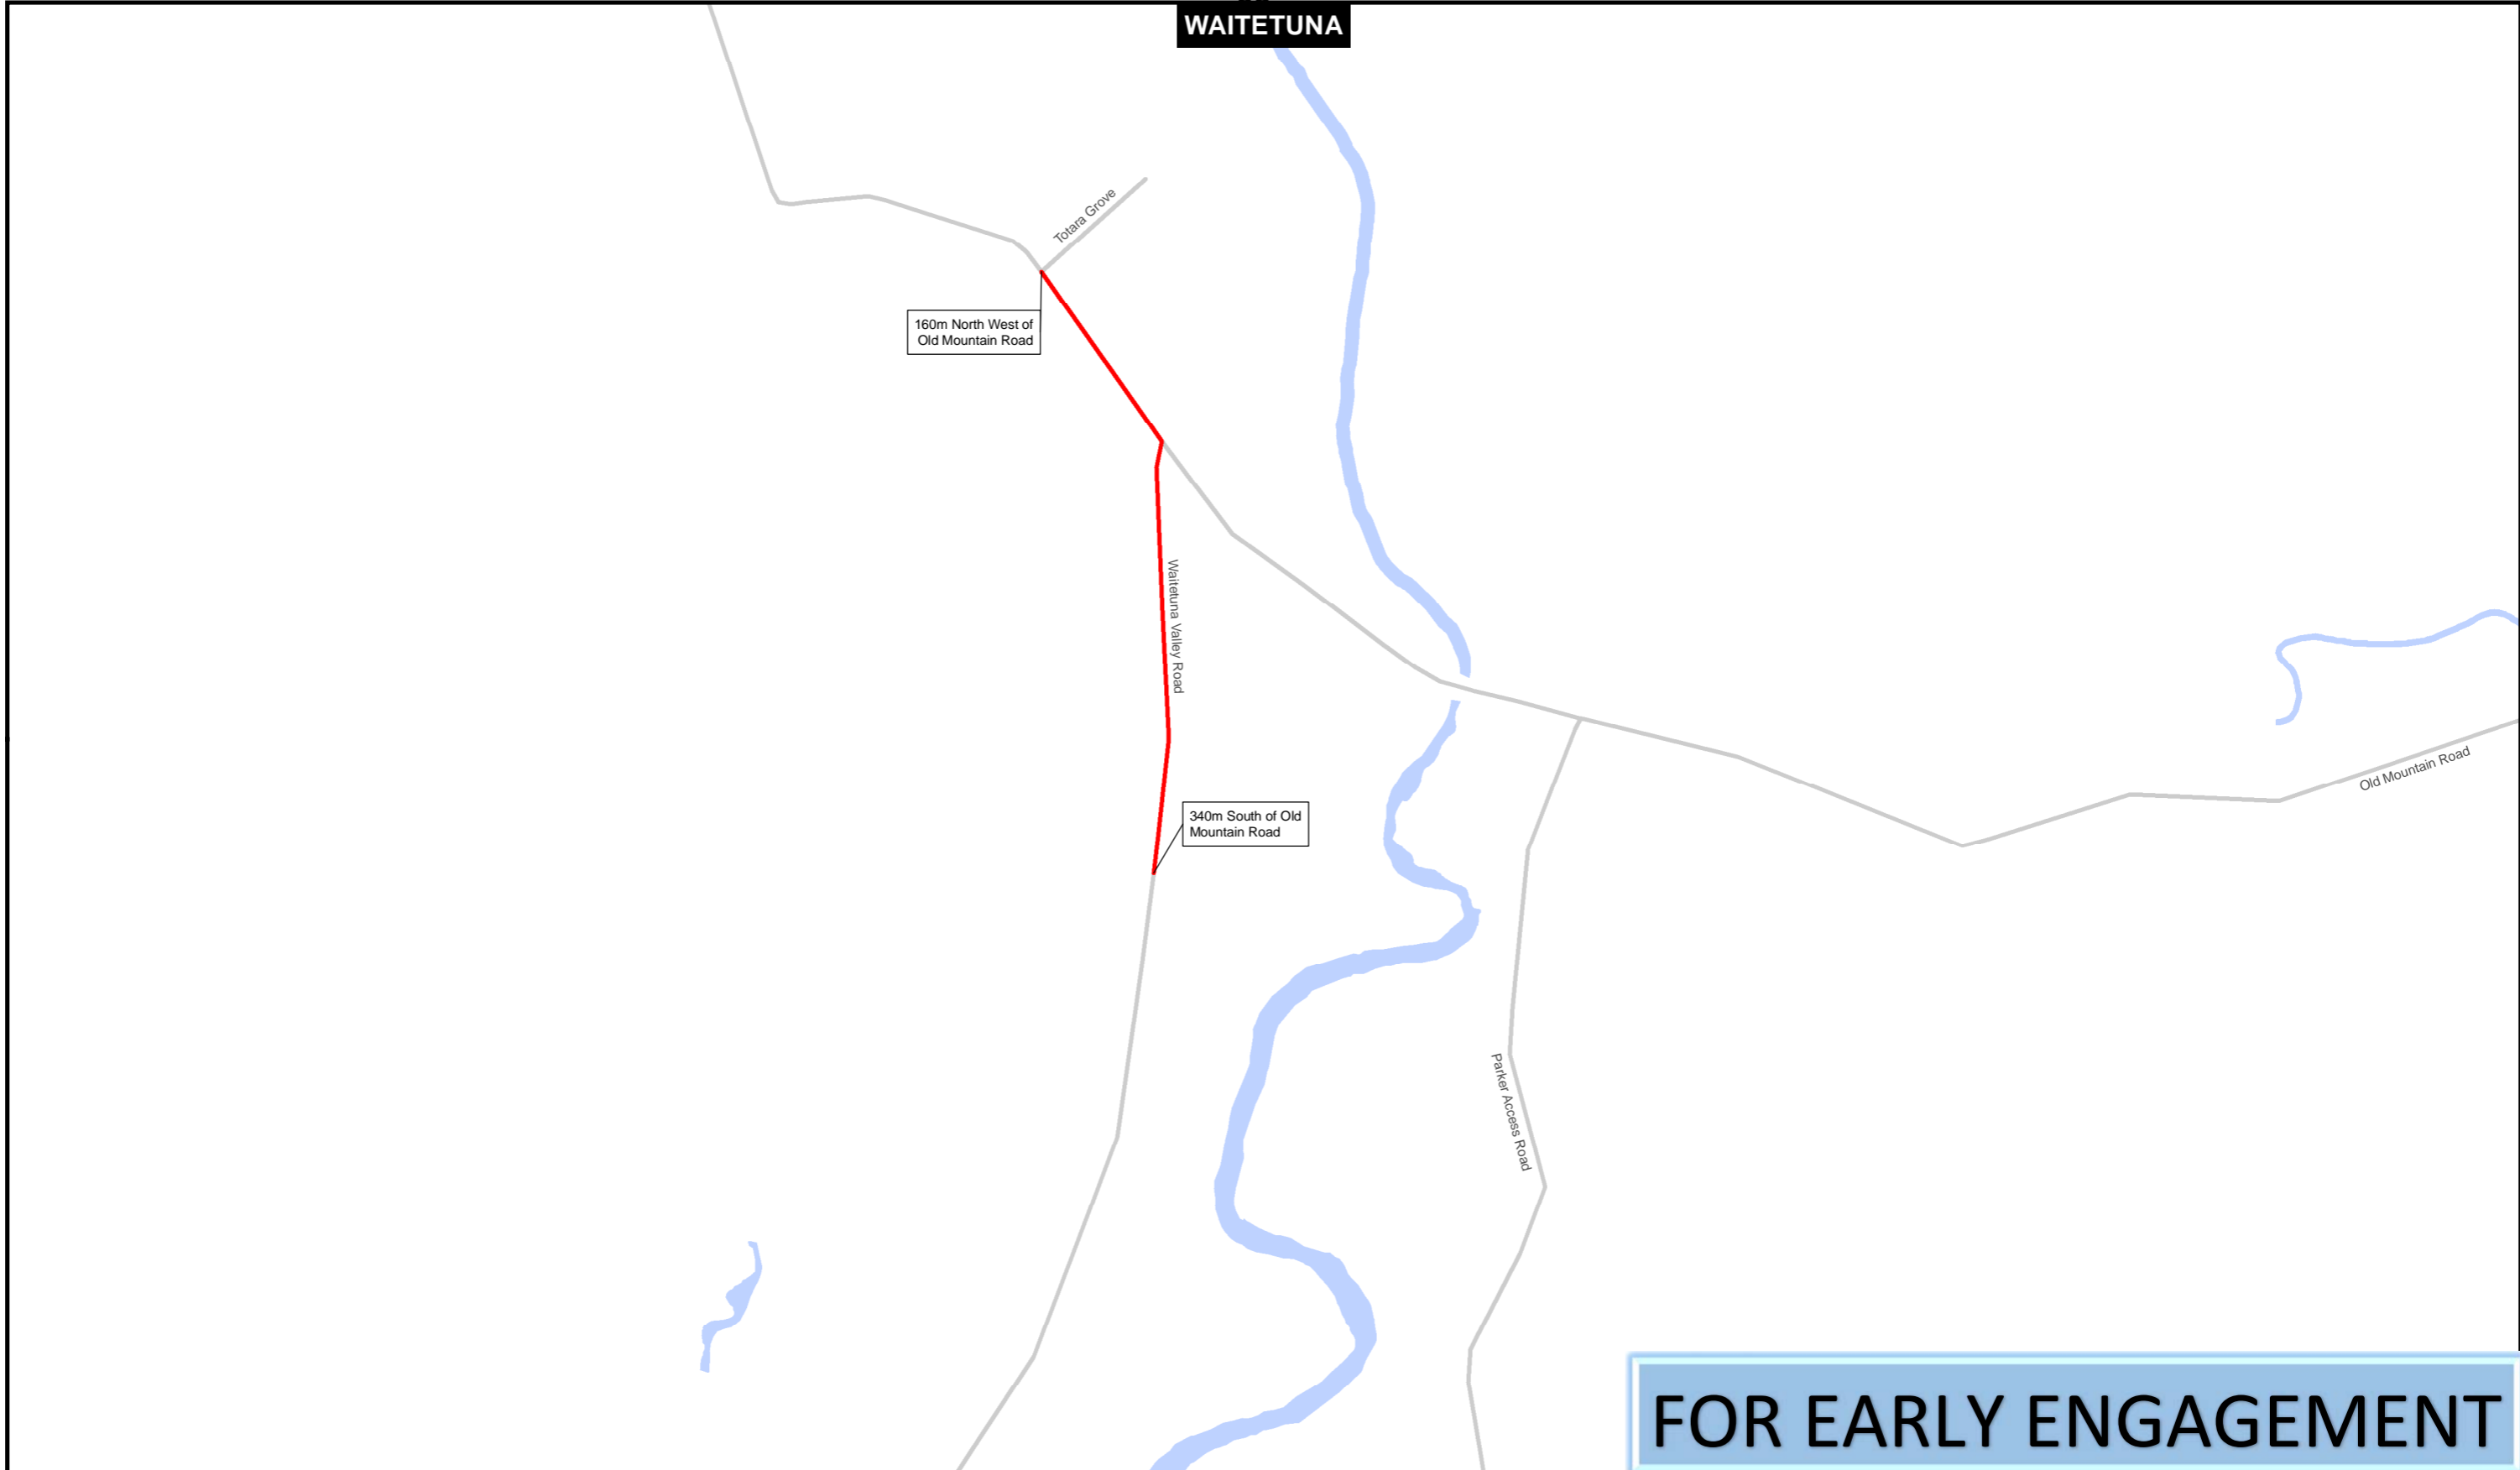 WAITETUNA
Totara Grove
160m North West of
Old Mountain Road
Waitetuna Valley Road
Old Mountain Road
340m South of Old
Mountain Road
Parker Access Road
FOR EARLY ENGAGEMENT